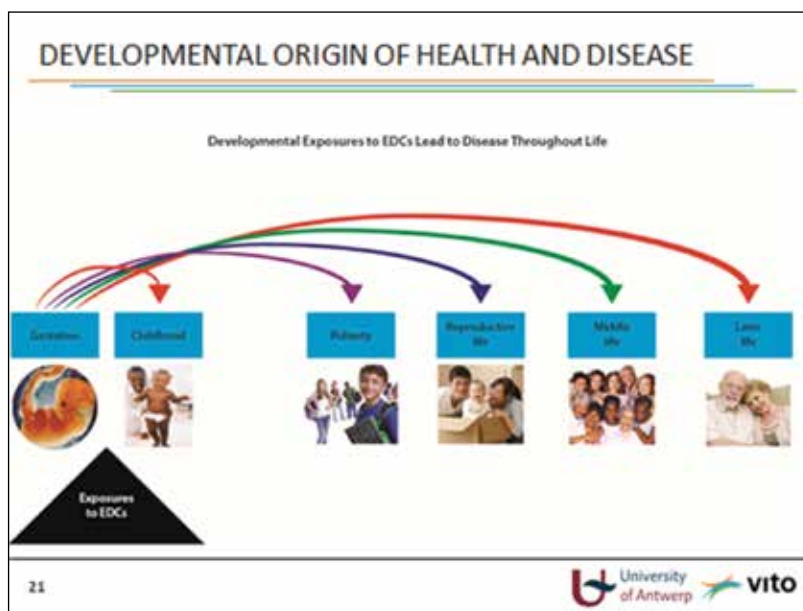 DEVELOPMENTAL ORIGIN OF HEALTH AND DISEASE
Developmental Exposures to EDCs Lead to Disease Throughout Life
Gestation
Childhood
Puberty
Reproductive
life
Midlife
life
Later
life
Exposures
to EDCs
21
University
of Antwerp
vito